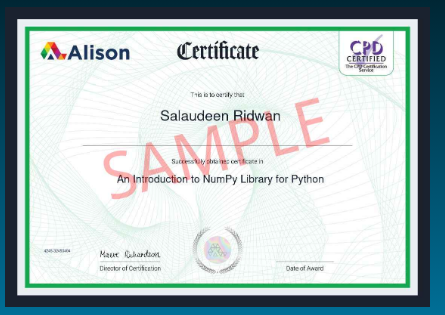 Alison
Certificate
CPD
CERTIFIED
The CPD Certification
Service
This is to certify that
Salaudeen Ridwan
SAMPLE
Successfully obtained certificate in
An Introduction to NumPy Library for Python
Director of Certification
Date of Award